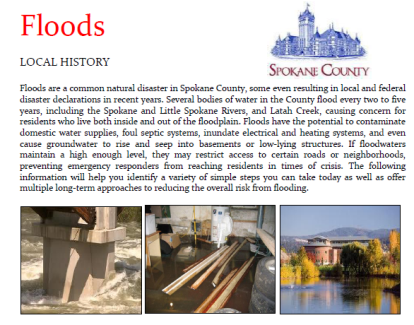 Floods
SPOKANE COUNTY
LOCAL HISTORY
Floods are a common natural disaster in Spokane County, some even resulting in local and federal
disaster declarations in recent years. Several bodies of water in the County flood every two to five
years, including the Spokane and Little Spokane Rivers, and Latah Creek, causing concern for
residents who live both inside and out of the floodplain. Floods have the potential to contaminate
domestic water supplies, foul septic systems, inundate electrical and heating systems, and even
cause groundwater to rise and seep into basements or low-lying structures. If floodwaters
maintain a high enough level, they may restrict access to certain roads or neighborhoods,
preventing emergency responders from reaching residents in times of crisis. The following
information will help you identify a variety of simple steps you can take today as well as offer
multiple long-term approaches to reducing the overall risk from flooding.